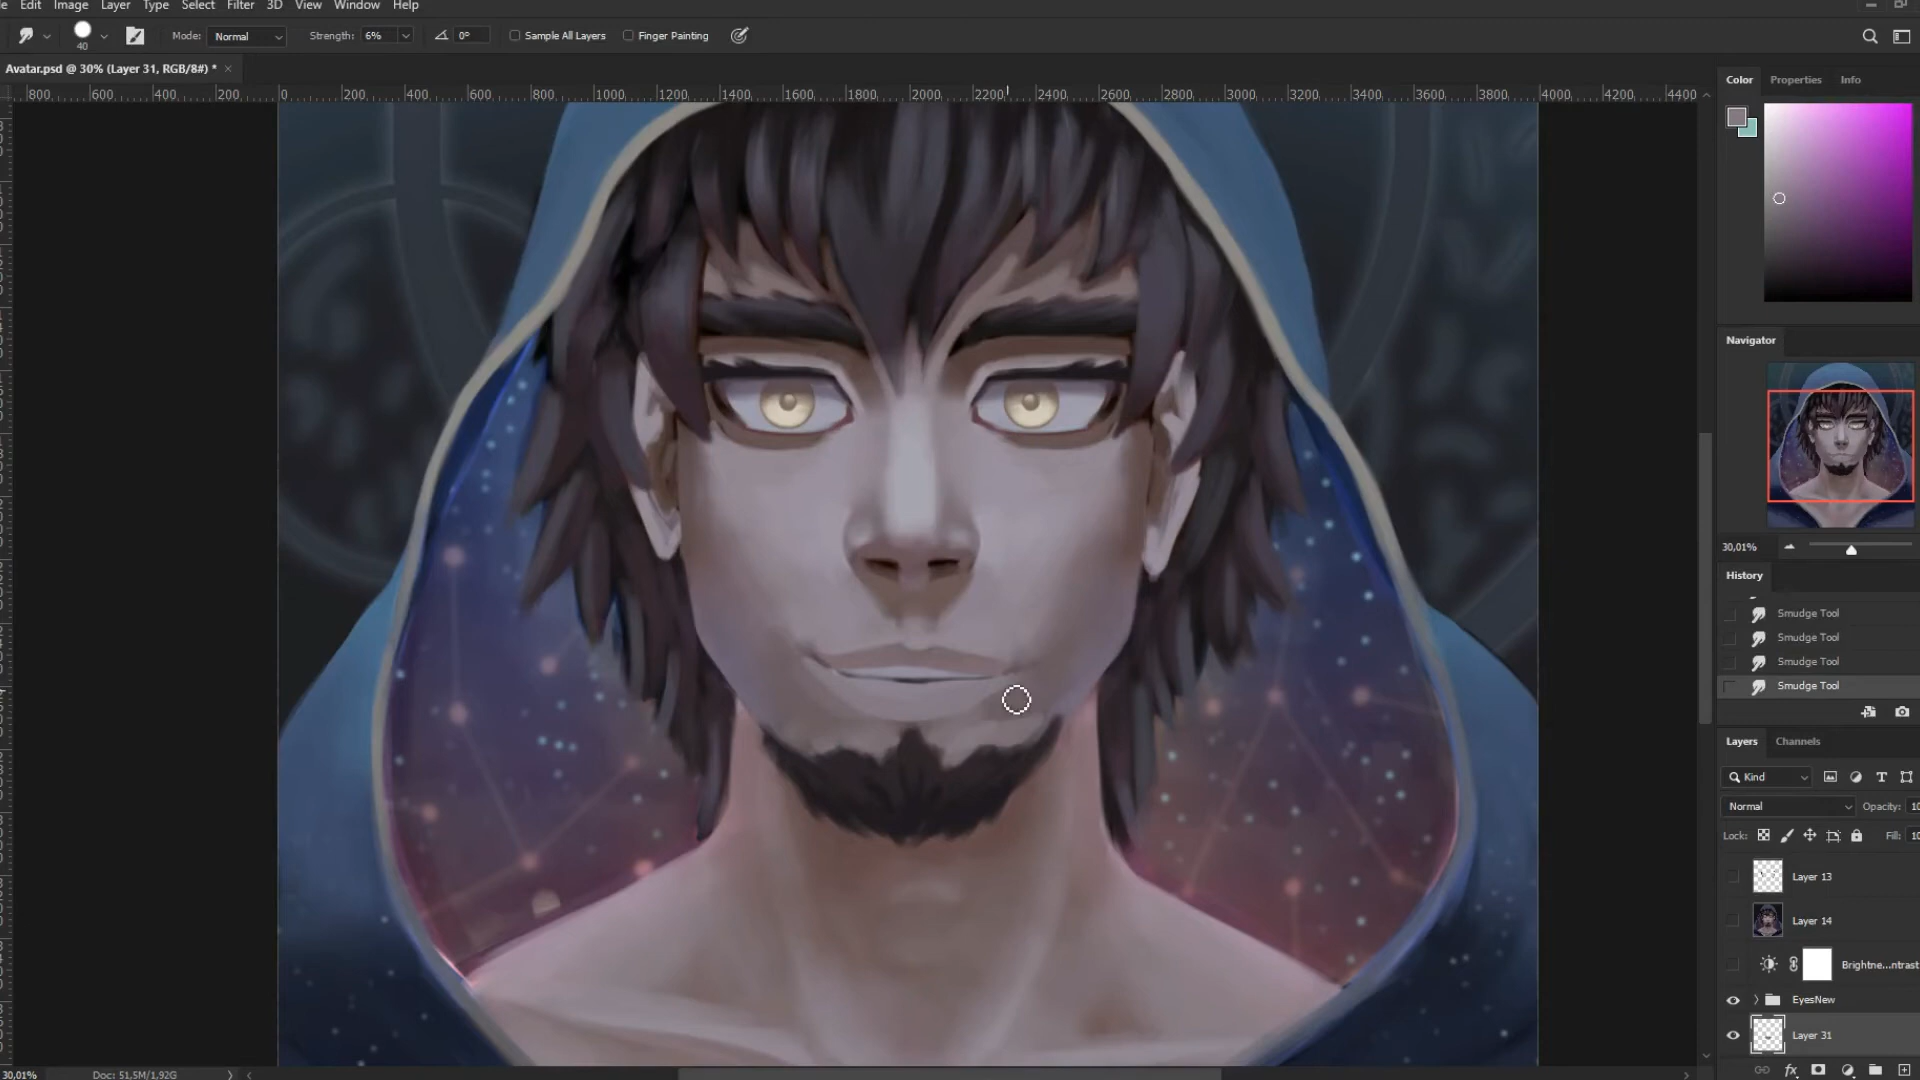 Edit Image Layer Type Select Filter 3D View Window Help
40 Mode: Normal Strength: 6% 0° Sample All Layers Finger Painting
Avatar.psd @ 30% (Layer 31, RGB/8#) * ×
800 600 400 200 0 200 400 600 800 1000 1200 1400 1600 1800 2000 2200 2400 2600 2800 3000 3200 3400 3600 3800 4000 4200 4400
Color Properties Info
Navigator
30,01%
History
Smudge Tool
Smudge Tool
Smudge Tool
Smudge Tool
Layers Channels
Kind
Normal Opacity: 10
Lock: Fill: 10
Layer 13
Layer 14
Brightne...ntrast
EyesNew
Layer 31
fx
30,01% Doc: 51,5M/1,92G